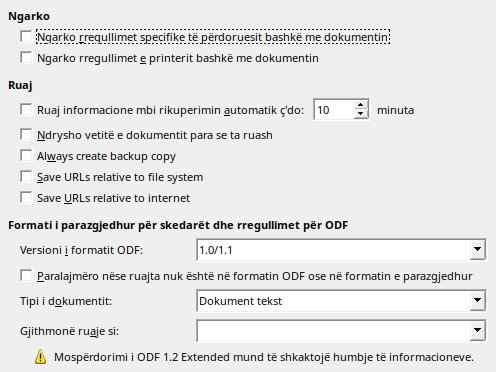 Ngarko
Ngarko rregullimet specifike të përdoruesit bashkë me dokumentin
Ngarko rregullimet e printerit bashkë me dokumentin
Ruaj
Ruaj informacione mbi rikuperimin automatik ç'do: 10 minuta
Ndrysho vetitë e dokumentit para se ta ruash
Always create backup copy
Save URLs relative to file system
Save URLs relative to internet
Formati i parazgjedhur për skedarët dhe rregullimet për ODF
Versioni i formatit ODF: 1.0/1.1
Paralajmëro nëse ruajta nuk është në formatin ODF ose në formatin e parazgjedhur
Tipi i dokumentit: Dokument tekst
Gjithmonë ruaje si:
Mospërdorimi i ODF 1.2 Extended mund të shkaktojë humbje të informacioneve.